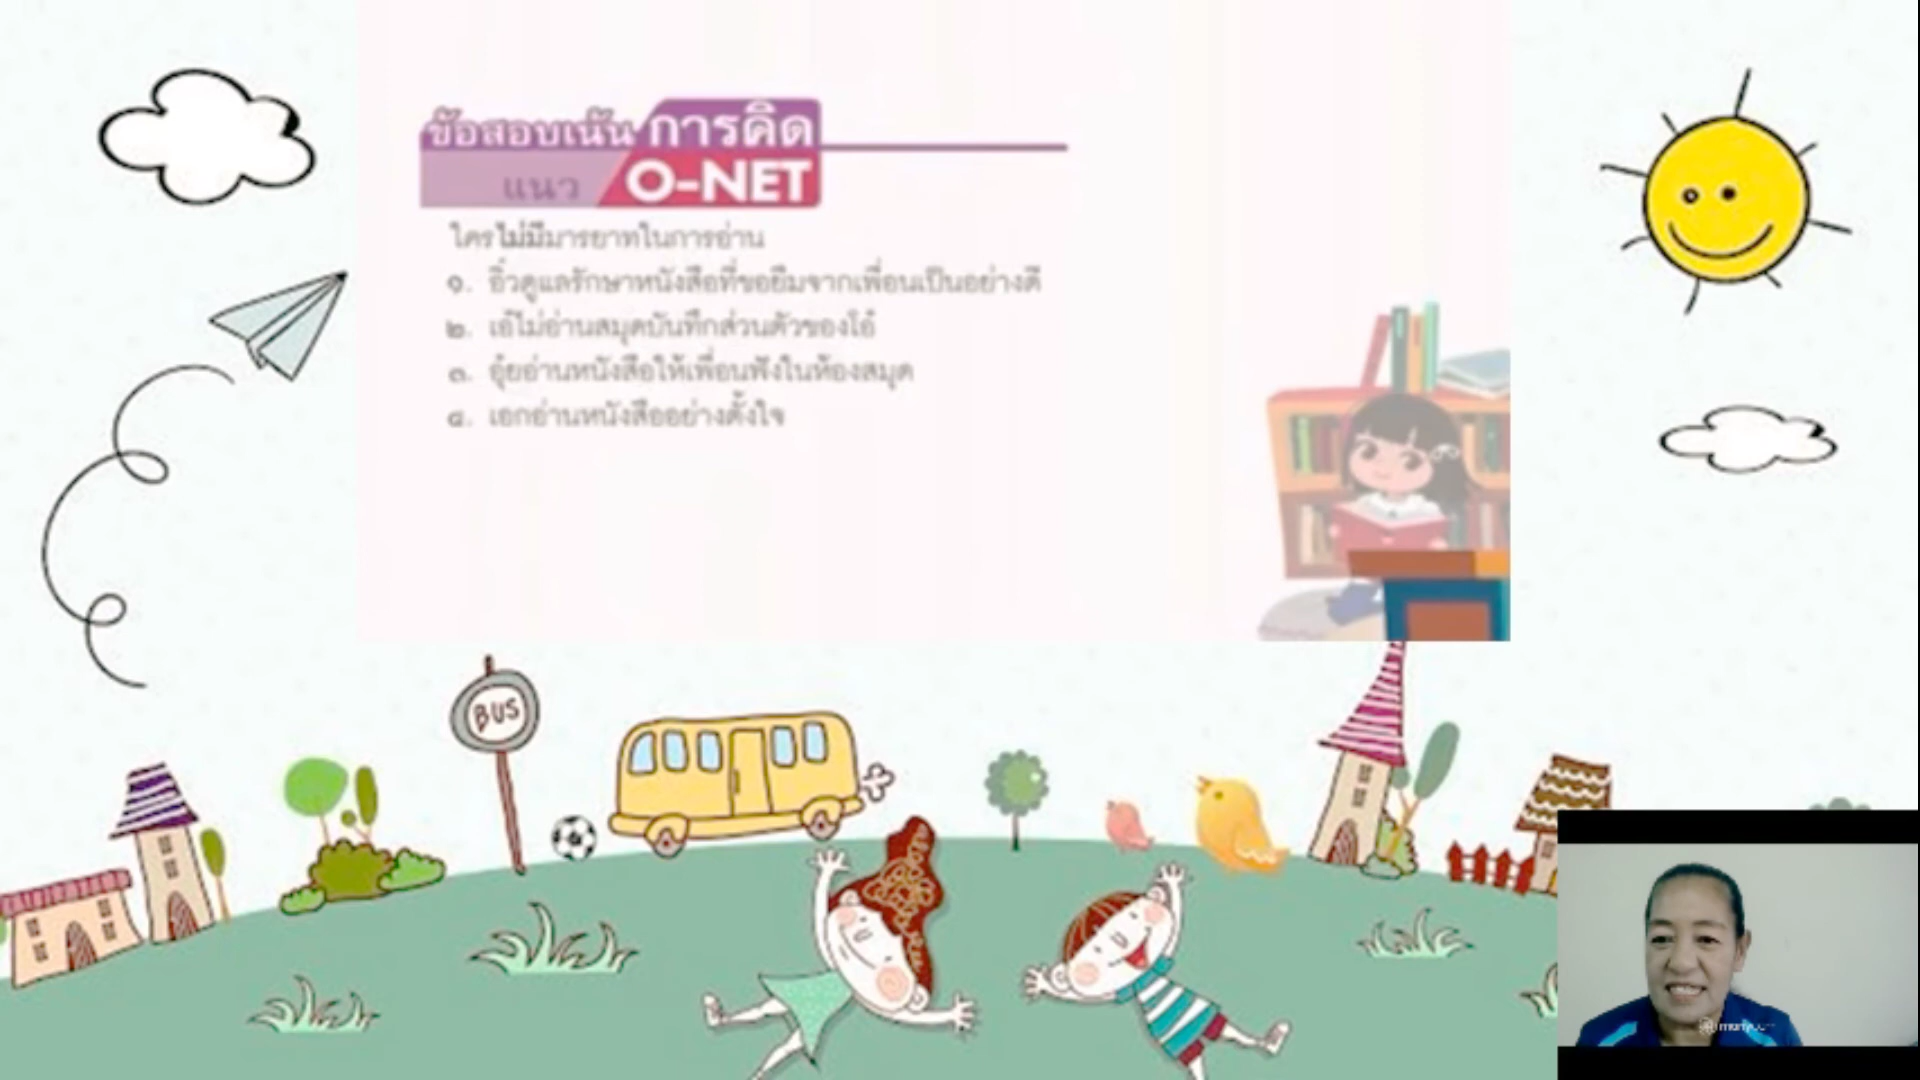 ข้อสอบเน้น การคิด
แนว O-NET
ใครไม่มีมารยาทในการอ่าน
๑. อิ๋วดูแลรักษาหนังสือที่ขอยืมจากเพื่อนเป็นอย่างดี
๒. เอ๋ไม่อ่านสมุดบันทึกส่วนตัวของโอ๋
๓. อุ๋ยอ่านหนังสือให้เพื่อนฟังในห้องสมุด
๔. เอกอ่านหนังสืออย่างตั้งใจ
BUS